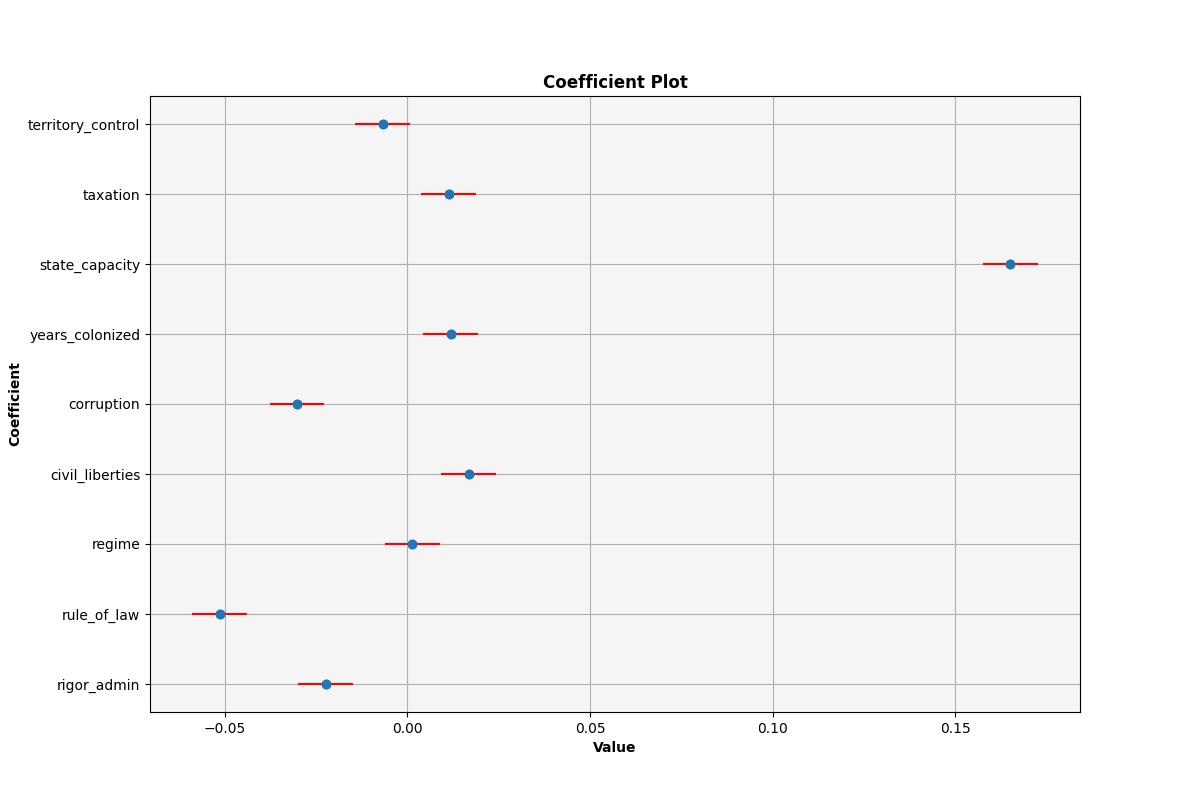 Coefficient Plot
territory_control
taxation
state_capacity
years_colonized
corruption
civil_liberties
regime
rule_of_law
rigor_admin
Coefficient
−0.05
0.00
0.05
0.10
0.15
Value